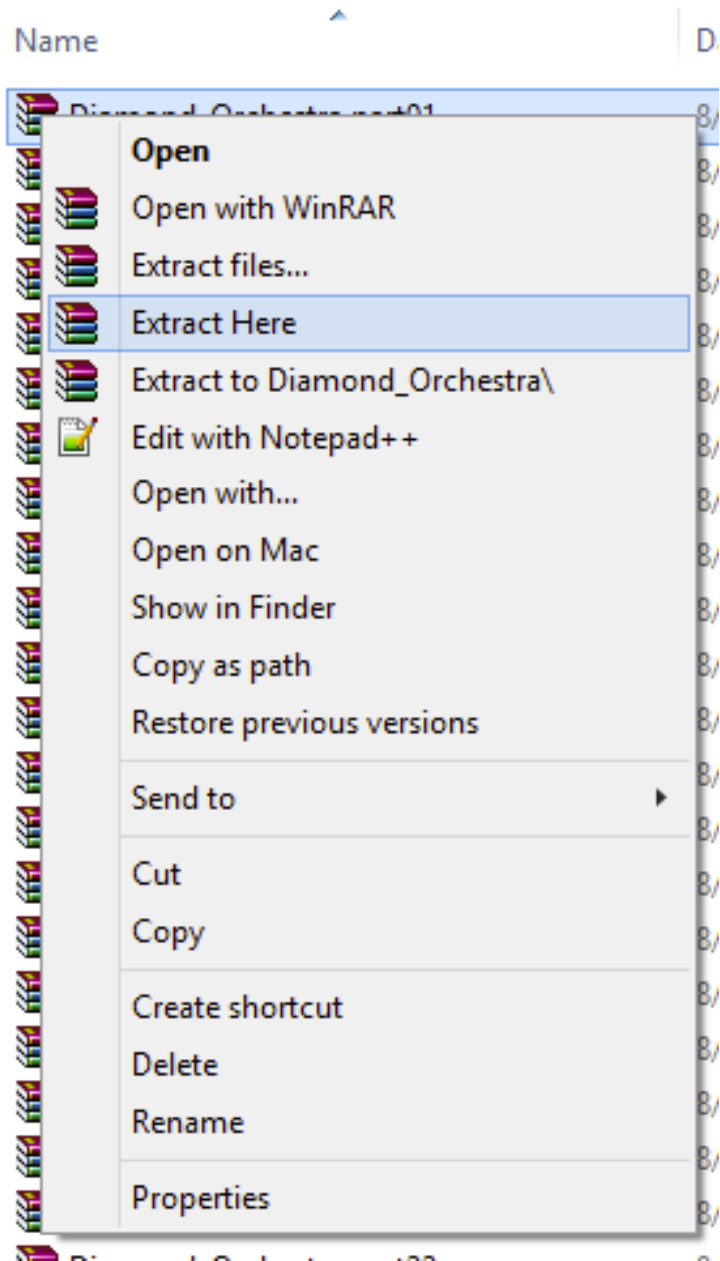 Name
Diamond_Orchestra.part01
Open
Open with WinRAR
Extract files...
Extract Here
Extract to Diamond_Orchestra\
Edit with Notepad++
Open with...
Open on Mac
Show in Finder
Copy as path
Restore previous versions
Send to
Cut
Copy
Create shortcut
Delete
Rename
Properties